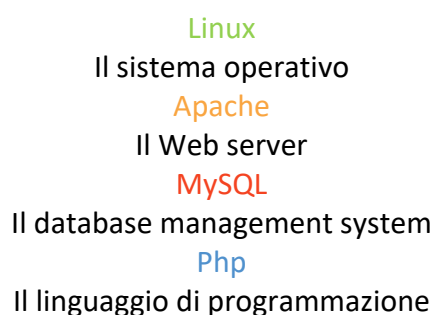 Linux
Il sistema operativo
Apache
Il Web server
MySQL
Il database management system
Php
Il linguaggio di programmazione